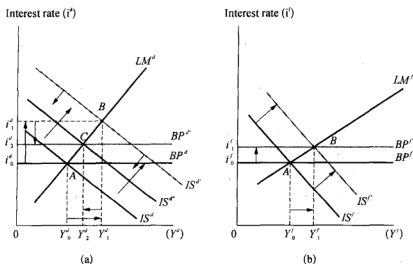 Interest rate (i^d)
LM^d
B
i^d_1
i^d_2
i^d_0
C
BP^d'
BP^d
A
IS^d'
IS^d''
IS^d
0
Y^d_0 Y^d_2 Y^d_1
(Y^d)
(a)
Interest rate (i^f)
LM^f
B
i^f_1
i^f_0
BP^f'
BP^f
A
IS^f'
IS^f
0
Y^f_0 Y^f_1
(Y^f)
(b)